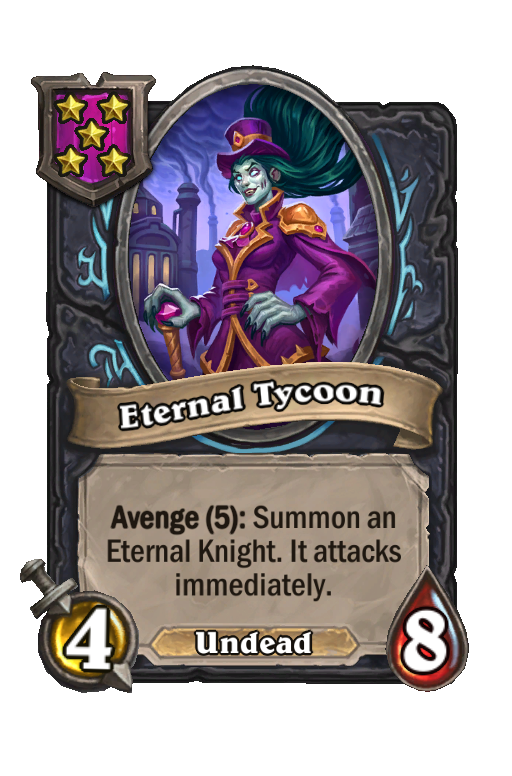 Eternal Tycoon
Avenge (5): Summon an
Eternal Knight. It attacks
immediately.
4
Undead
8